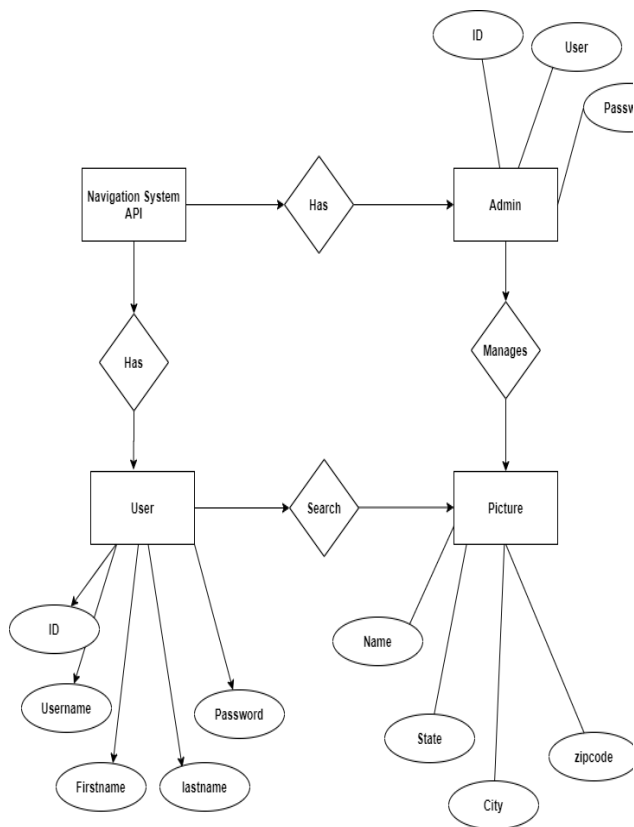 ID
User
Passw
Navigation System
API
Has
Admin
Has
Manages
User
Search
Picture
ID
Name
Username
Password
State
zipcode
Firstname
lastname
City